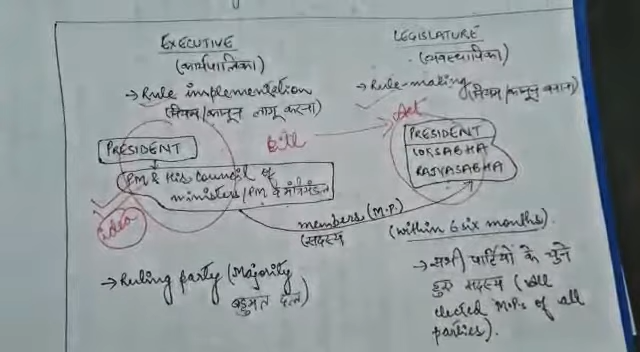 EXECUTIVE
(कार्यपालिका)
→ Rule implementation
(नियम/कानून लागू करना)
PRESIDENT
PM & His Council of
ministers/PM व मंत्रिमंडल
idea
→ Ruling party (Majority
बहुमत दल)
Bill
members (M.P.)
(सदस्य
LEGISLATURE
(व्यवस्थापिका)
→ Rule-making
(नियम/कानून बनाना)
Act
PRESIDENT
LOKSABHA
RAJYASABHA
(within 6 six months).
→ सभी पार्टियों के चुने
हुए सदस्य (all
elected M.Ps of all
parties).